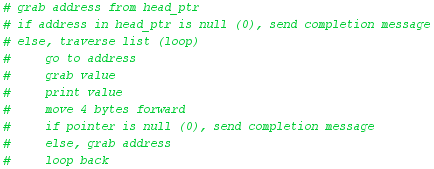 # grab address from head_ptr
# if address in head_ptr is null (0), send completion message
# else, traverse list (loop)
#     go to address
#     grab value
#     print value
#     move 4 bytes forward
#     if pointer is null (0), send completion message
#     else, grab address
#     loop back